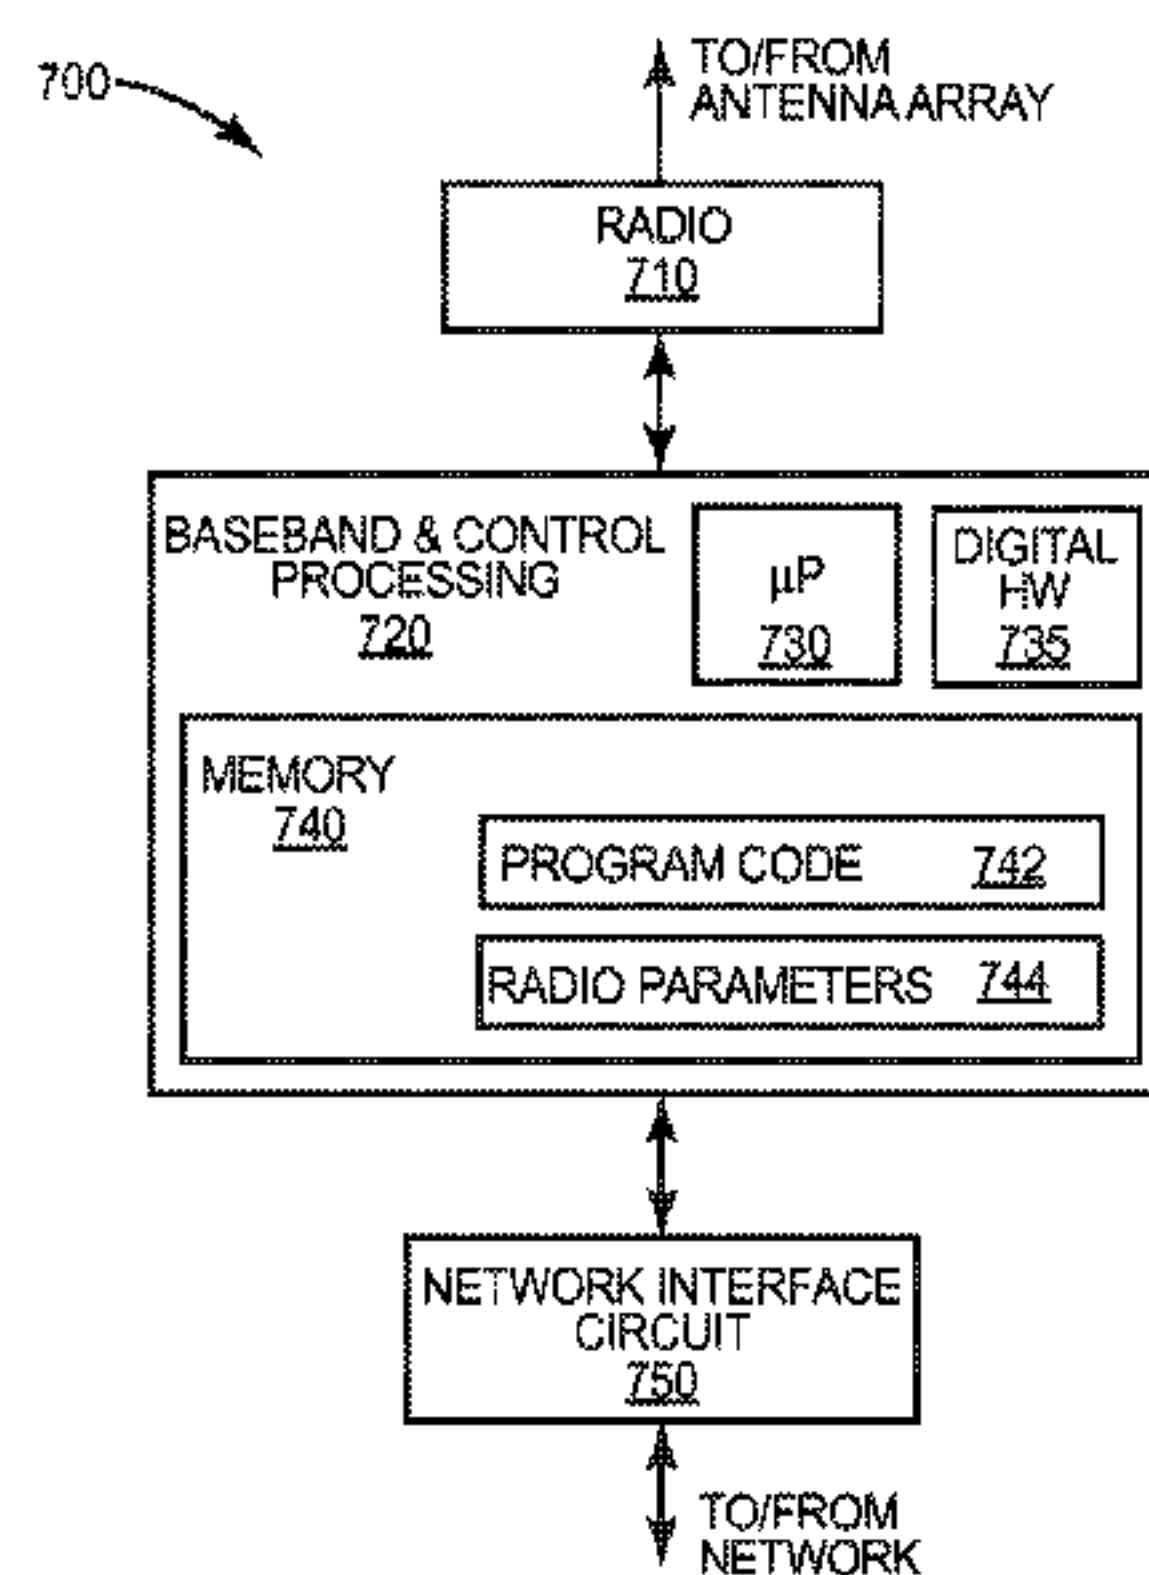 700
TO/FROM
ANTENNA ARRAY
RADIO
710
BASEBAND & CONTROL
PROCESSING
720
µP
730
DIGITAL
HW
735
MEMORY
740
PROGRAM CODE 742
RADIO PARAMETERS 744
NETWORK INTERFACE
CIRCUIT
750
TO/FROM
NETWORK